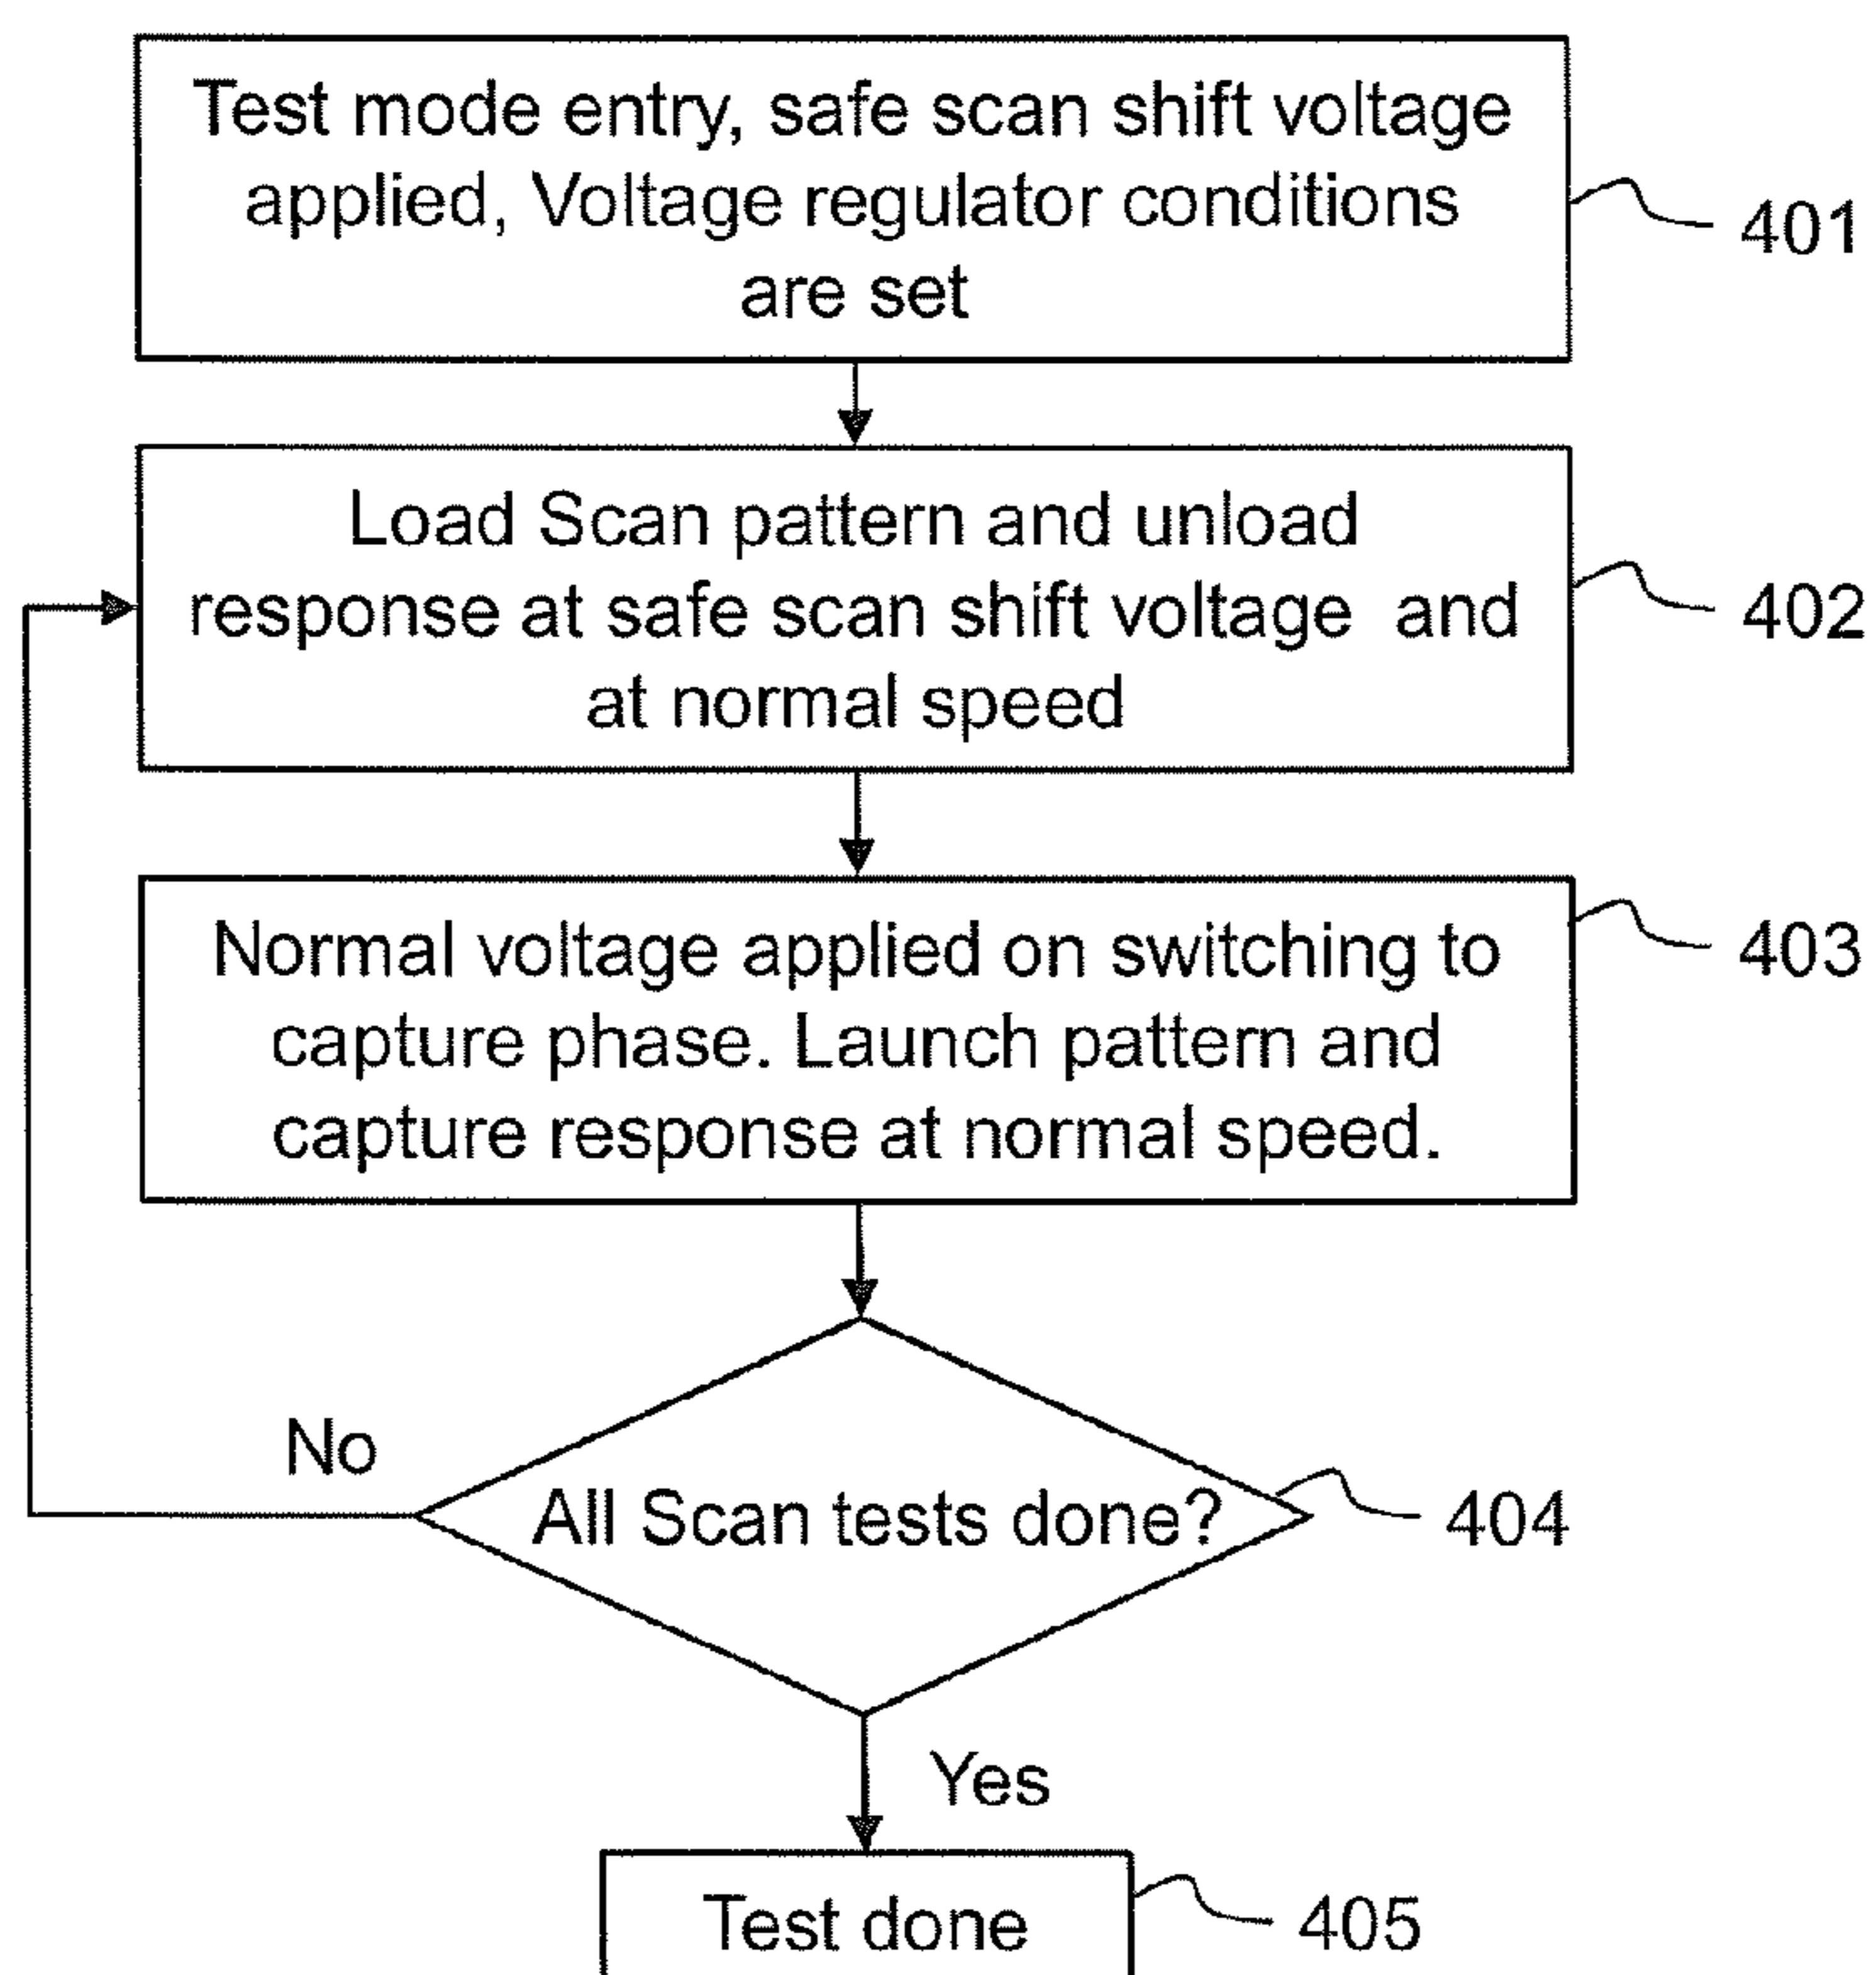 Test mode entry, safe scan shift voltage
applied, Voltage regulator conditions
are set
401
Load Scan pattern and unload
response at safe scan shift voltage and
at normal speed
402
Normal voltage applied on switching to
capture phase. Launch pattern and
capture response at normal speed.
403
No
All Scan tests done?
404
Yes
Test done
405